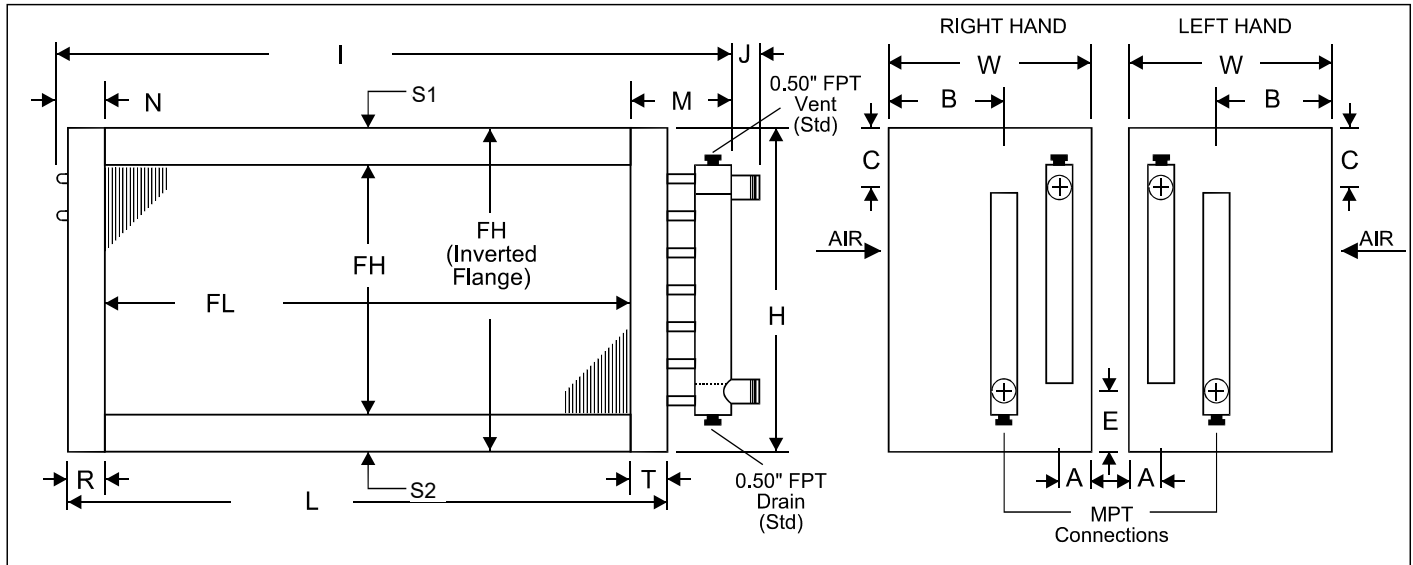 RIGHT HAND
LEFT HAND
I
J
W
W
N
S1
M
0.50" FPT
Vent
(Std)
B
B
C
C
FH
FH
(Inverted
Flange)
FL
H
AIR
AIR
E
R
S2
T
L
0.50" FPT
Drain
(Std)
A
A
MPT
Connections